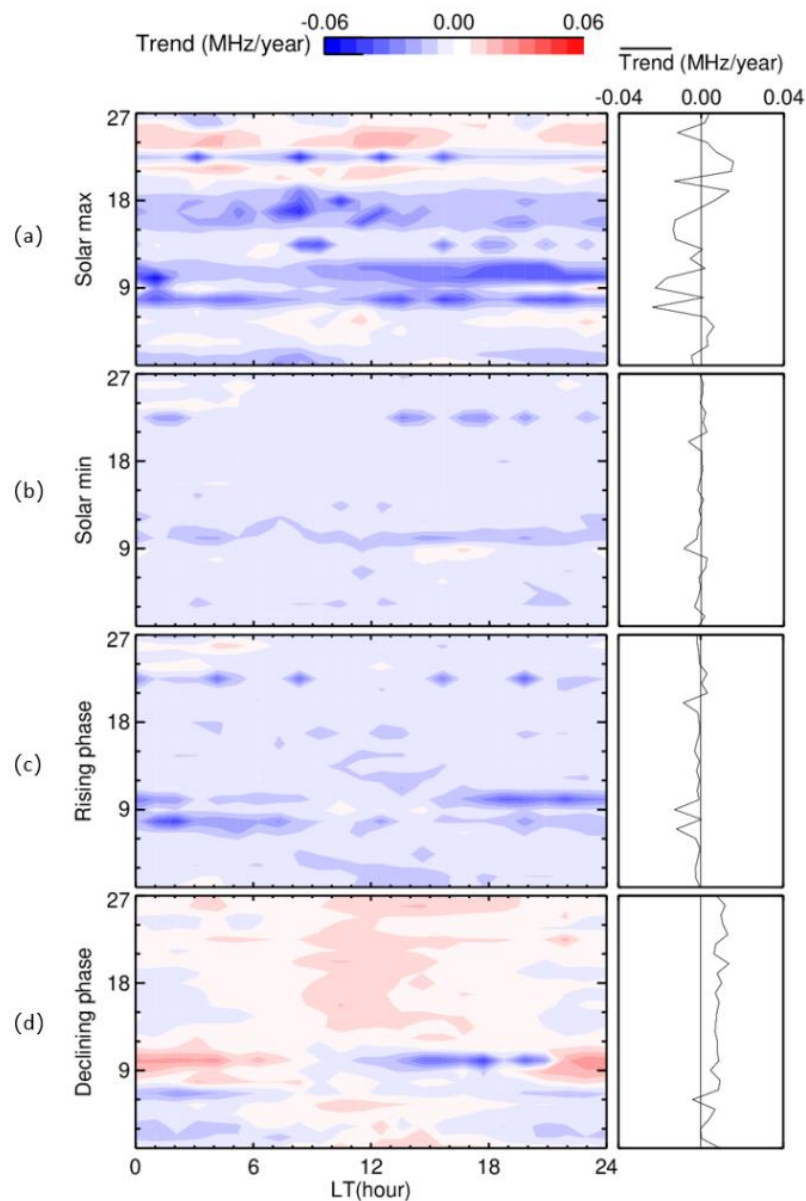 -0.06 0.00 0.06
Trend (MHz/year)
Trend (MHz/year)
-0.04 0.00 0.04
27
18
9
(a)
Solar max
27
18
9
(b)
Solar min
27
18
9
(c)
Rising phase
27
18
9
(d)
Declining phase
0 6 12 18 24
LT(hour)